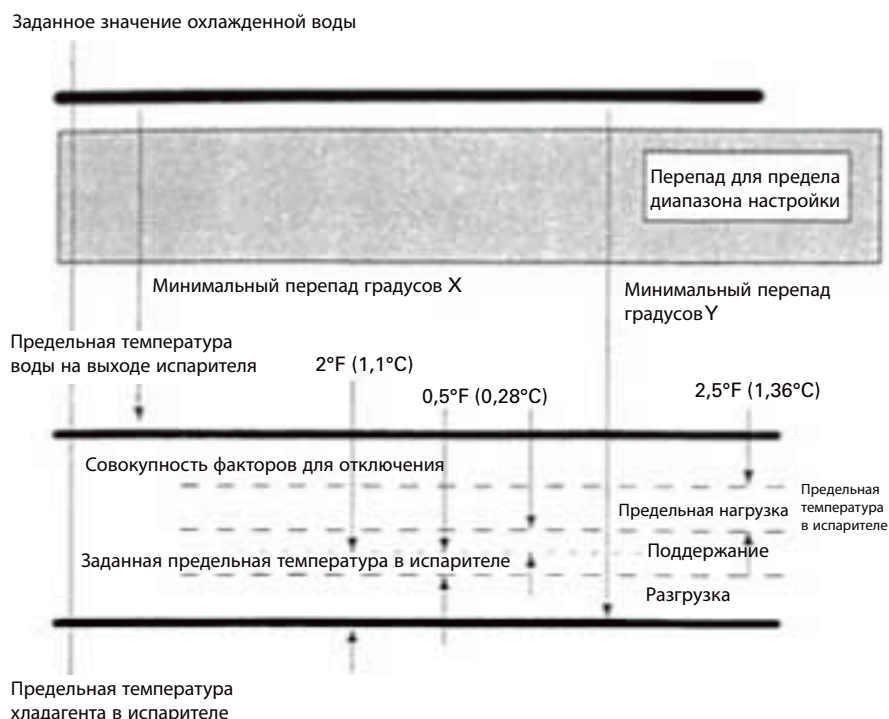 Заданное значение охлажденной воды
Перепад для предела
диапазона настройки
Минимальный перепад градусов X
Минимальный перепад
градусов Y
Предельная температура
воды на выходе испарителя
2°F (1,1°C)
0,5°F (0,28°C)
2,5°F (1,36°C)
Совокупность факторов для отключения
Предельная
температура
в испарителе
Предельная нагрузка
Поддержание
Заданная предельная температура в испарителе
Разгрузка
Предельная температура
хладагента в испарителе